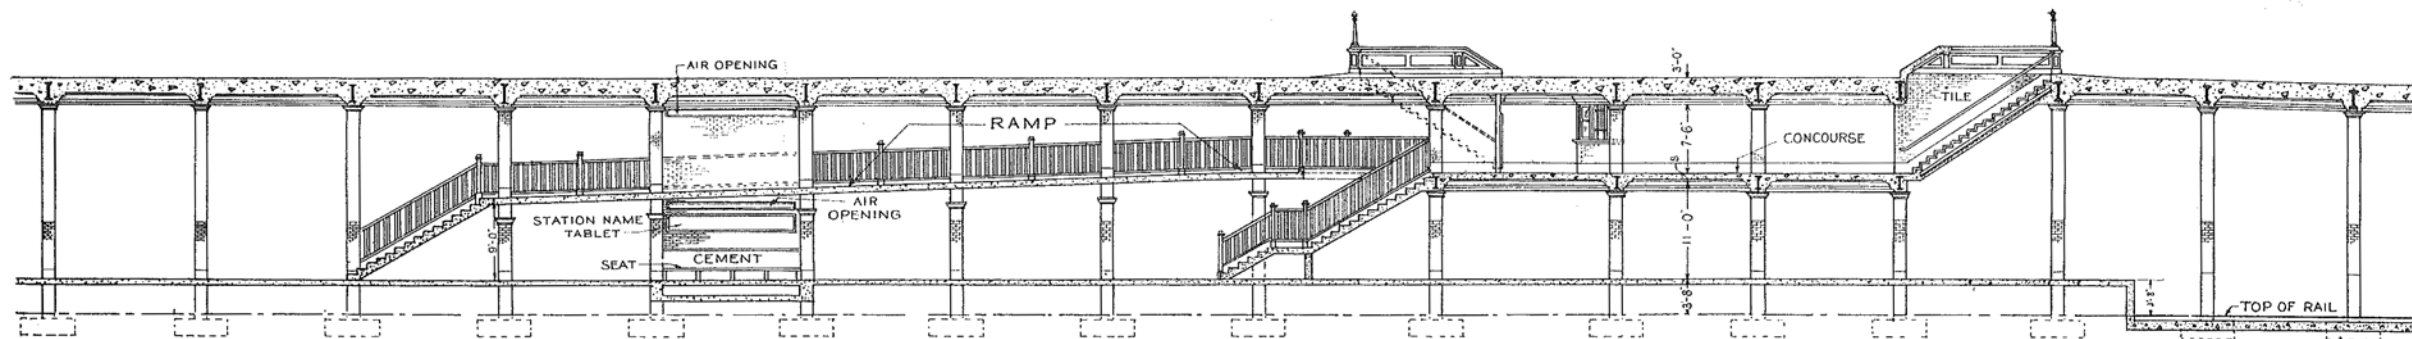 AIR OPENING
3'-0"
TILE
RAMP
7'-6"
CONCOURSE
AIR
OPENING
STATION NAME
TABLET
11'-0"
9'-0"
CEMENT
SEAT
3'-8"
TOP OF RAIL